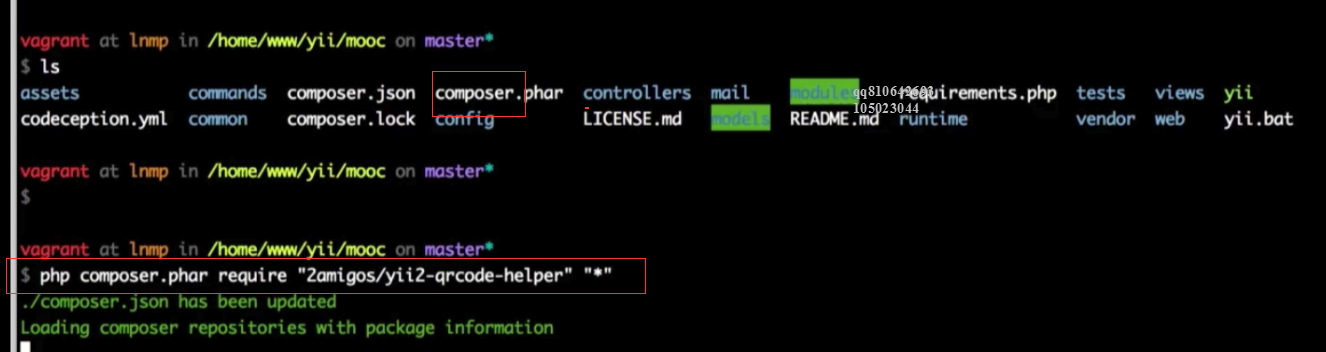 vagrant at lnmp in /home/www/yii/mooc on master*
$ ls
assets commands composer.json composer.phar controllers mail modules requirements.php tests views yii
qq810642603
105023044
codeception.yml common composer.lock config LICENSE.md models README.md runtime vendor web yii.bat
vagrant at lnmp in /home/www/yii/mooc on master*
$
vagrant at lnmp in /home/www/yii/mooc on master*
$ php composer.phar require "2amigos/yii2-qrcode-helper" "*"
./composer.json has been updated
Loading composer repositories with package information